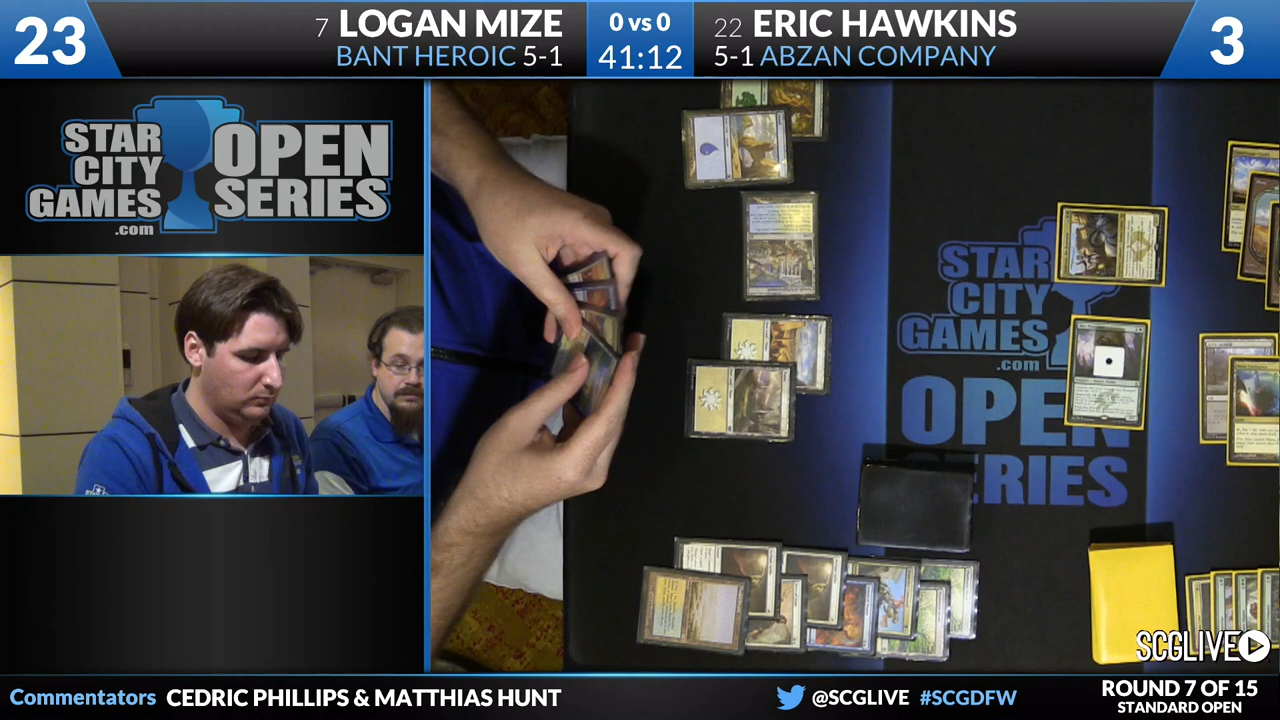 23
7 LOGAN MIZE
BANT HEROIC 5-1
0 vs 0
41:12
22 ERIC HAWKINS
5-1 ABZAN COMPANY
3
STAR
CITY
GAMES
.com
OPEN
SERIES
STAR
CITY
GAMES
.com
OPEN
SERIES
SCGLIVE
Commentators CEDRIC PHILLIPS & MATTHIAS HUNT
@SCGLIVE #SCGDFW
ROUND 7 OF 15
STANDARD OPEN